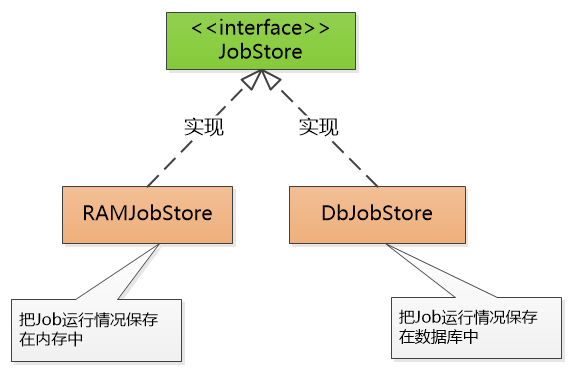 <<interface>>
JobStore
实现
实现
RAMJobStore
DbJobStore
把Job运行情况保存
在内存中
把Job运行情况保存
在数据库中